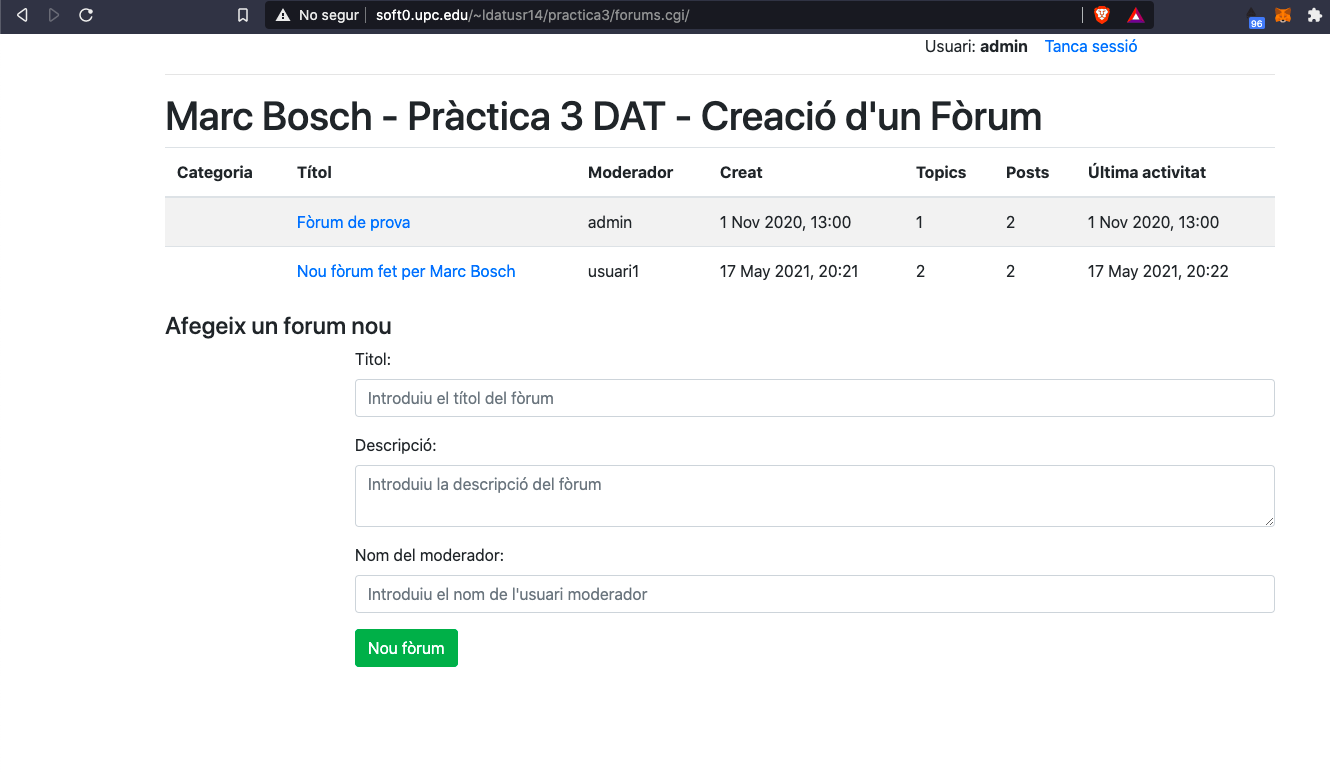 No segur soft0.upc.edu/~ldatusr14/practica3/forums.cgi/ 96
Usuari: admin Tanca sessió
Marc Bosch - Pràctica 3 DAT - Creació d'un Fòrum
Categoria Títol Moderador Creat Topics Posts Última activitat
Fòrum de prova admin 1 Nov 2020, 13:00 1 2 1 Nov 2020, 13:00
Nou fòrum fet per Marc Bosch usuari1 17 May 2021, 20:21 2 2 17 May 2021, 20:22
Afegeix un forum nou
Titol:
Introduiu el títol del fòrum
Descripció:
Introduiu la descripció del fòrum
Nom del moderador:
Introduiu el nom de l'usuari moderador
Nou fòrum